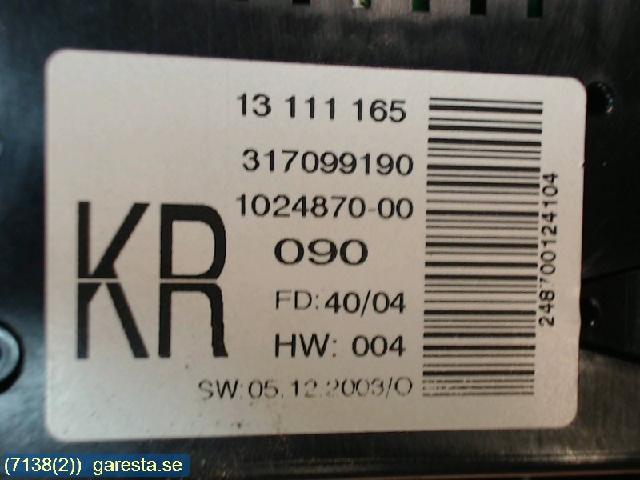 13 111 165
317099190
1024870-00
KR
090
FD: 40/04
HW: 004
SW: 05.12.2003/O
248700124104
(7138(2)) garesta.se